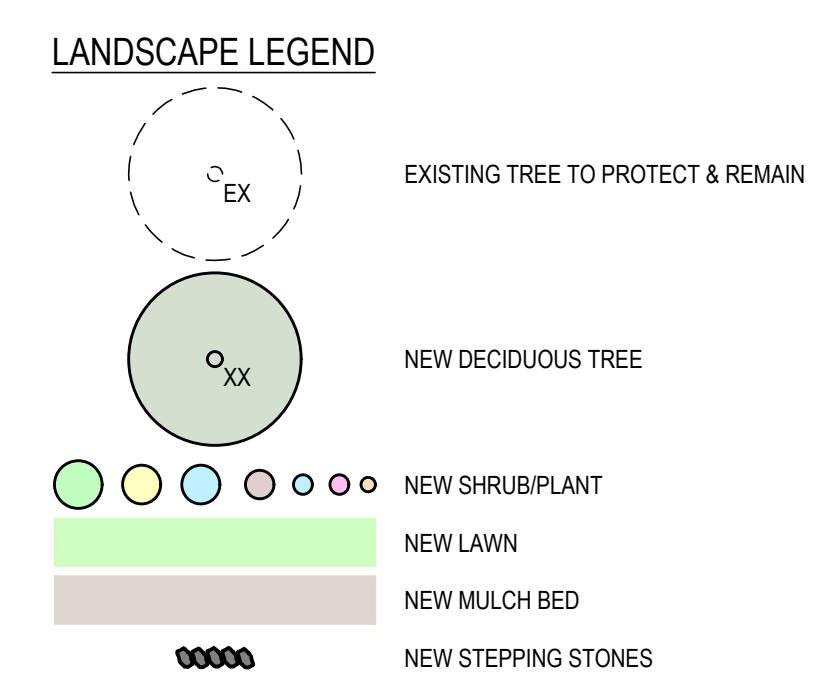 LANDSCAPE LEGEND
EX
EXISTING TREE TO PROTECT & REMAIN
XX
NEW DECIDUOUS TREE
NEW SHRUB/PLANT
NEW LAWN
NEW MULCH BED
NEW STEPPING STONES